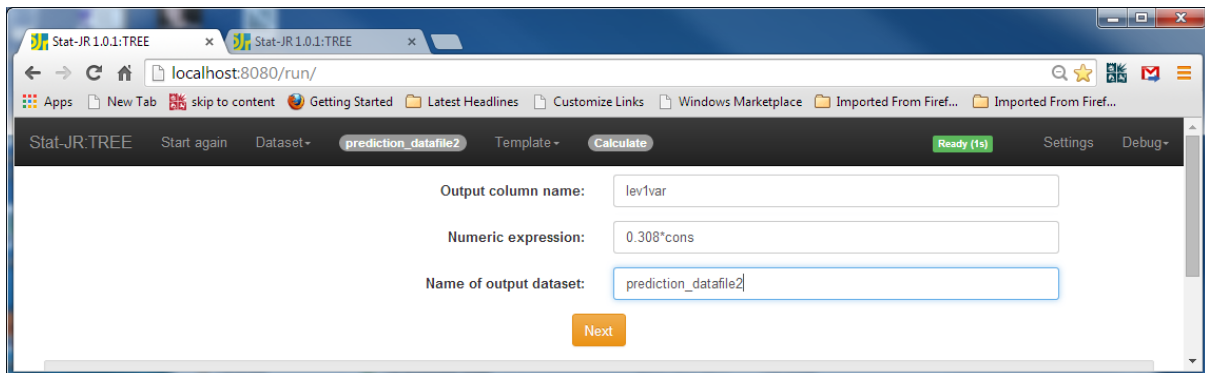 Stat-JR 1.0.1:TREE Stat-JR 1.0.1:TREE
localhost:8080/run/
Apps New Tab skip to content Getting Started Latest Headlines Customize Links Windows Marketplace Imported From Firef... Imported From Firef...
Stat-JR:TREE Start again Dataset prediction_datafile2 Template Calculate Ready (1s) Settings Debug
Output column name: lev1var
Numeric expression: 0.308*cons
Name of output dataset: prediction_datafile2
Next